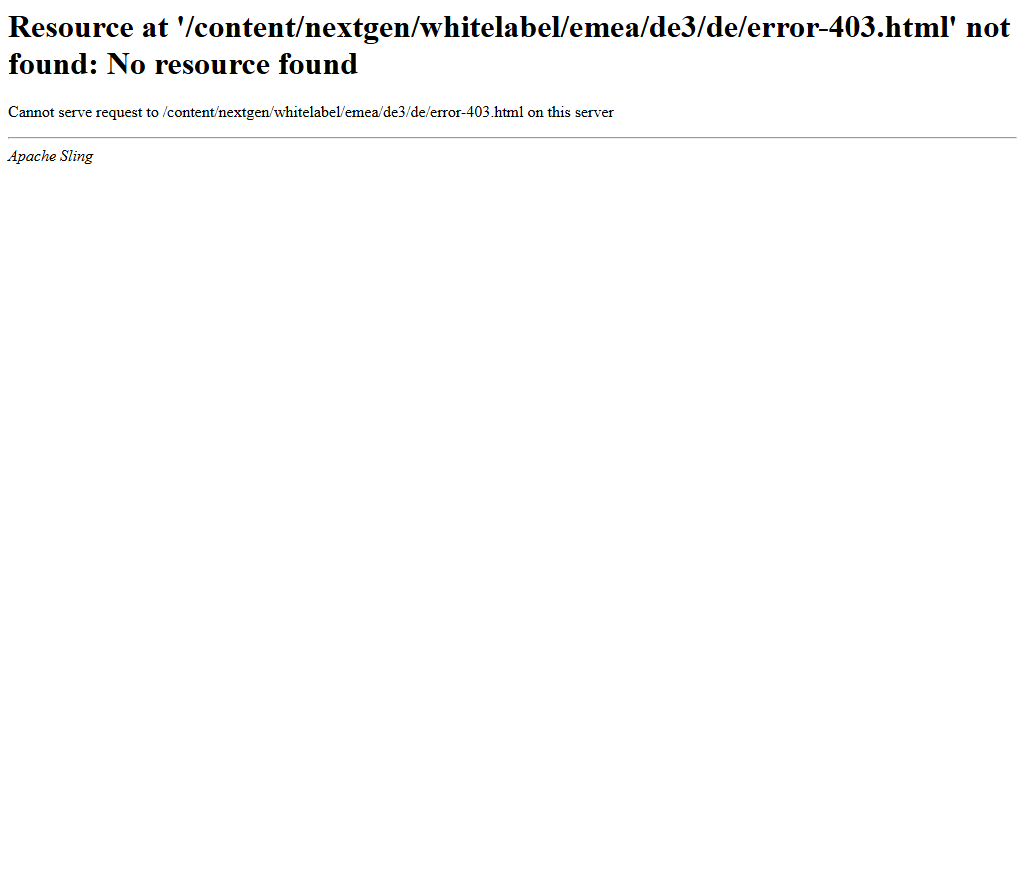 Resource at '/content/nextgen/whitelabel/emea/de3/de/error-403.html' not
found: No resource found
Cannot serve request to /content/nextgen/whitelabel/emea/de3/de/error-403.html on this server
Apache Sling